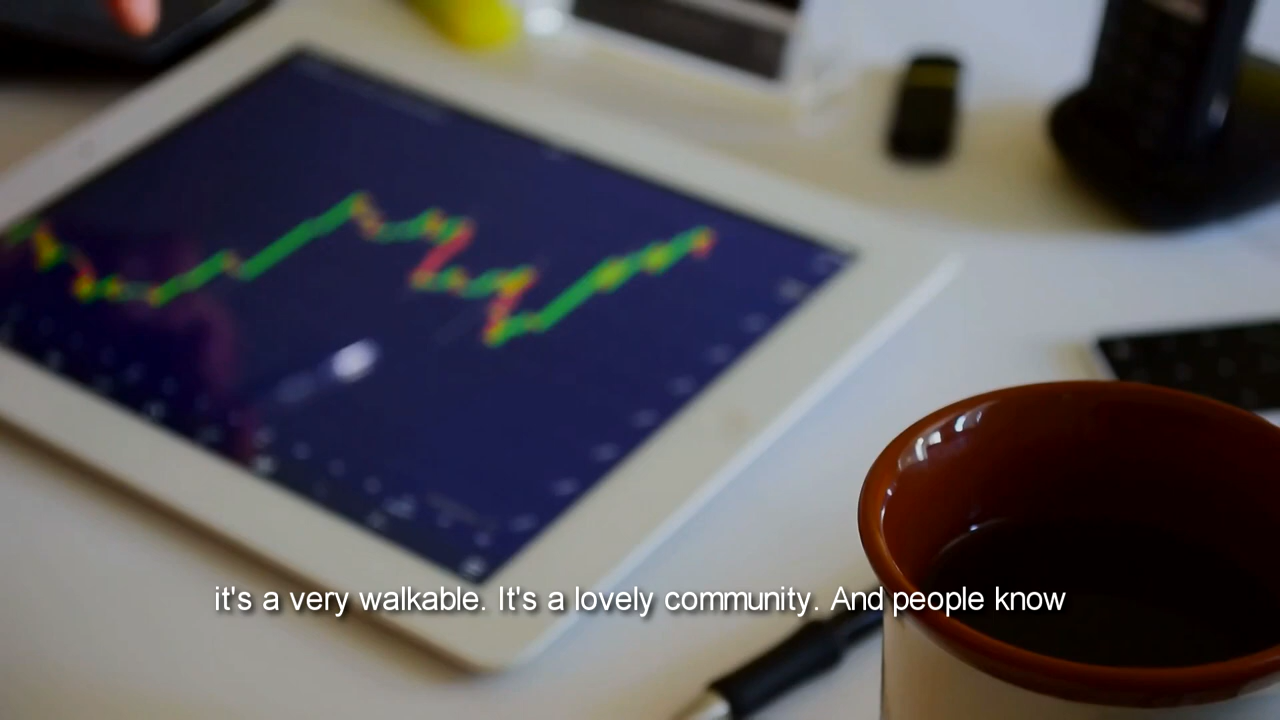 it's a very walkable. It's a lovely community. And people know